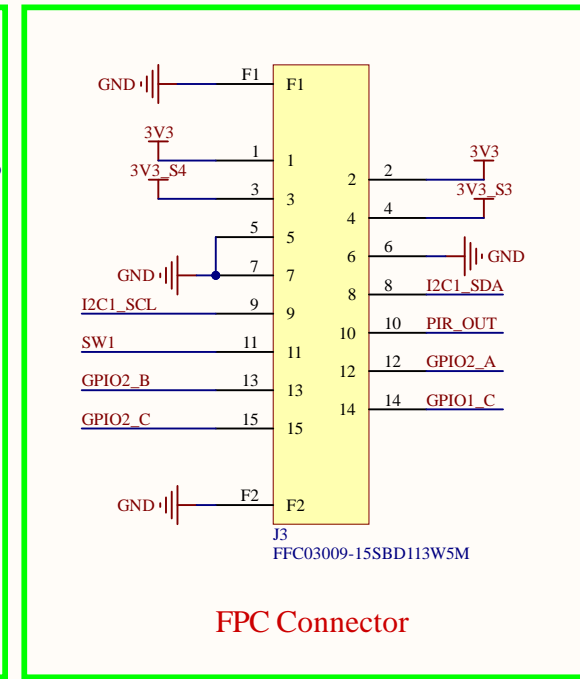 F1
GND
F1
3V3
1
1
2
2
3V3
3V3_S4
3
3
4
4
3V3_S3
5
5
6
6
GND
GND
7
7
8
8
I2C1_SDA
I2C1_SCL
9
9
10
10
PIR_OUT
SW1
11
11
12
12
GPIO2_A
GPIO2_B
13
13
14
14
GPIO1_C
GPIO2_C
15
15
GND
F2
F2
J3
FFC03009-15SBD113W5M
FPC Connector